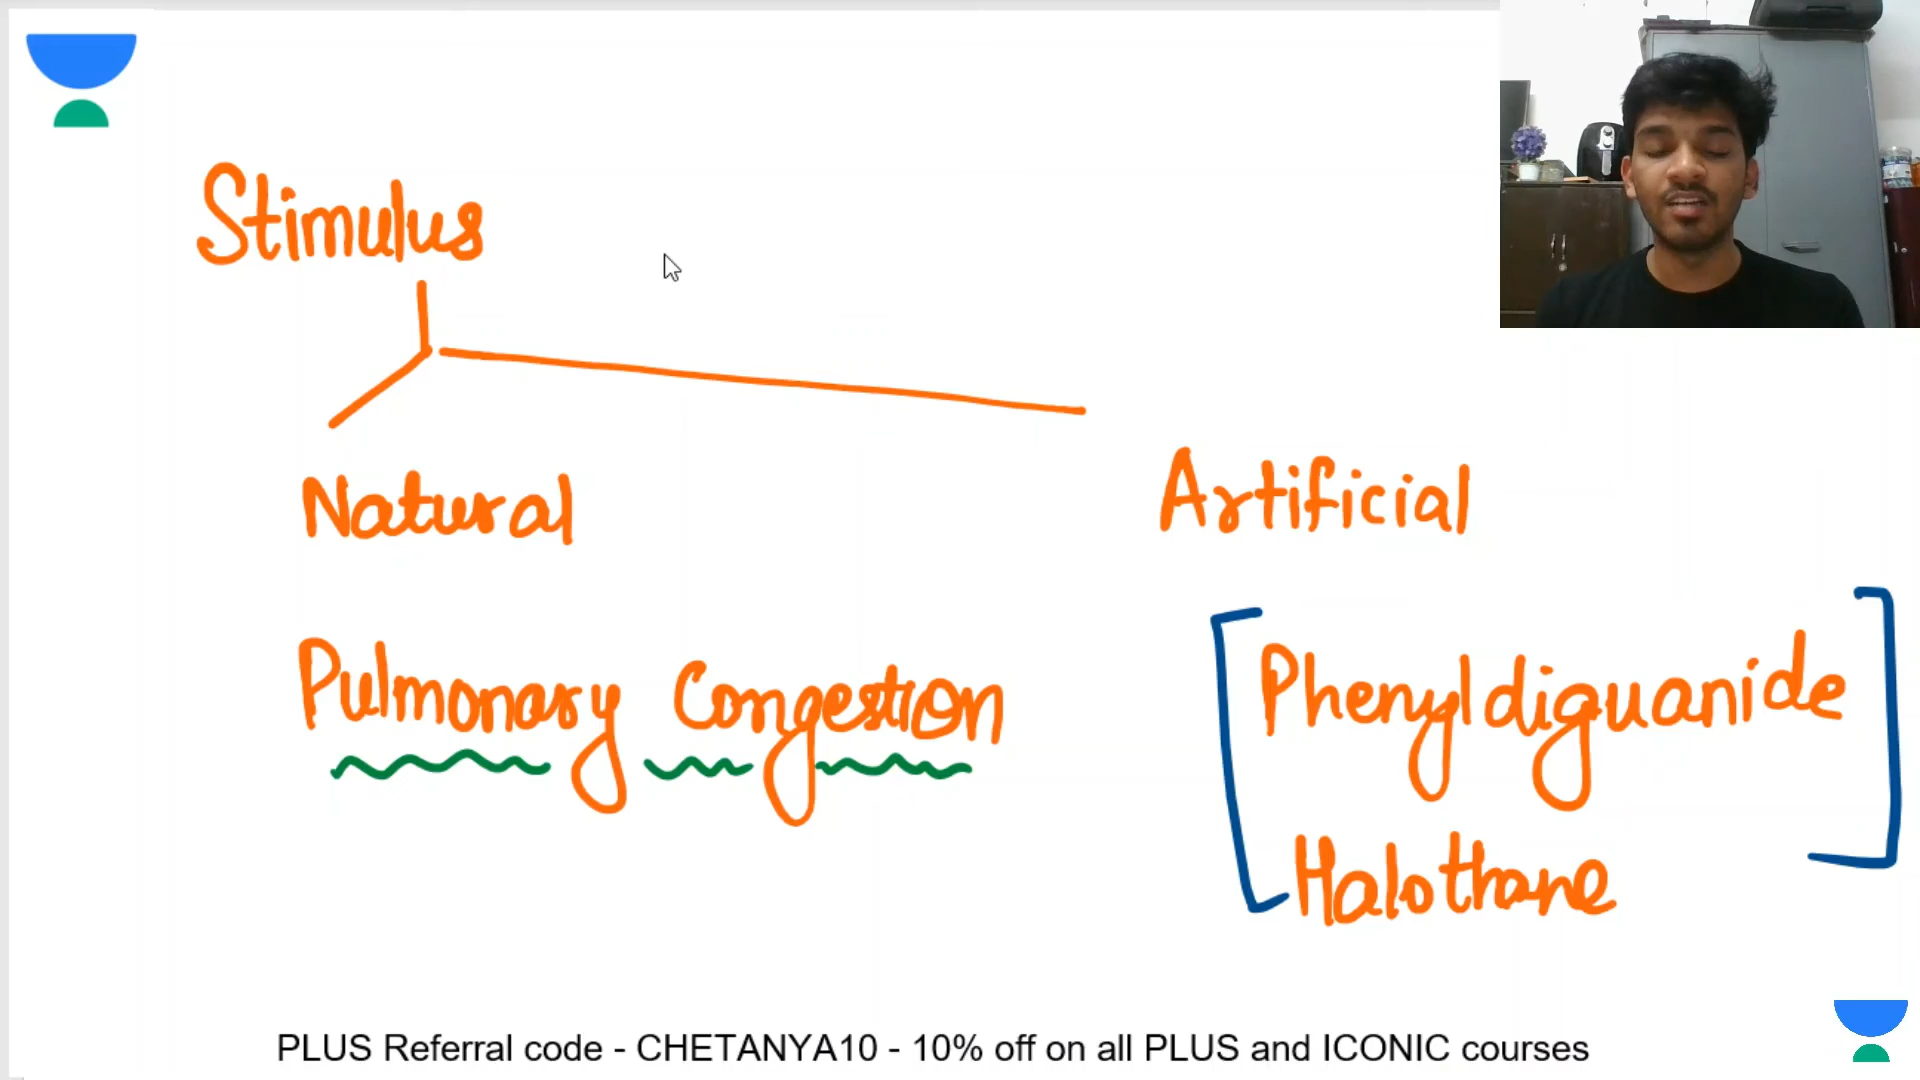 Stimulus
Natural
Artificial
Pulmonary Congestion
Phenyldiguanide
Halothane
PLUS Referral code - CHETANYA10 - 10% off on all PLUS and ICONIC courses